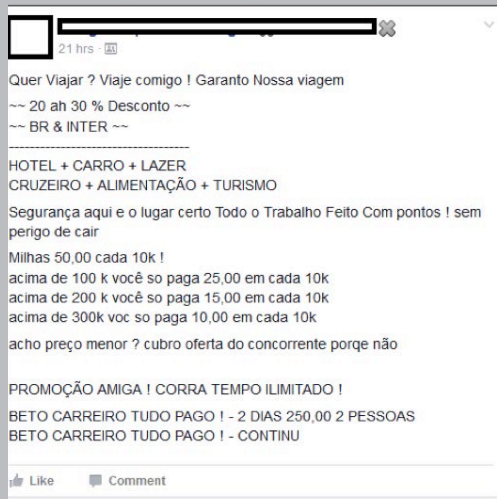 21 hrs ·
Quer Viajar ? Viaje comigo ! Garanto Nossa viagem
~~ 20 ah 30 % Desconto ~~
~~ BR & INTER ~~
-----------------------------------
HOTEL + CARRO + LAZER
CRUZEIRO + ALIMENTAÇÃO + TURISMO
Segurança aqui e o lugar certo Todo o Trabalho Feito Com pontos ! sem
perigo de cair
Milhas 50,00 cada 10k !
acima de 100 k você so paga 25,00 em cada 10k
acima de 200 k você so paga 15,00 em cada 10k
acima de 300k voc so paga 10,00 em cada 10k
acho preço menor ? cubro oferta do concorrente porqe não
PROMOÇÃO AMIGA ! CORRA TEMPO ILIMITADO !
BETO CARREIRO TUDO PAGO ! - 2 DIAS 250,00 2 PESSOAS
BETO CARREIRO TUDO PAGO ! - CONTINU
Like Comment